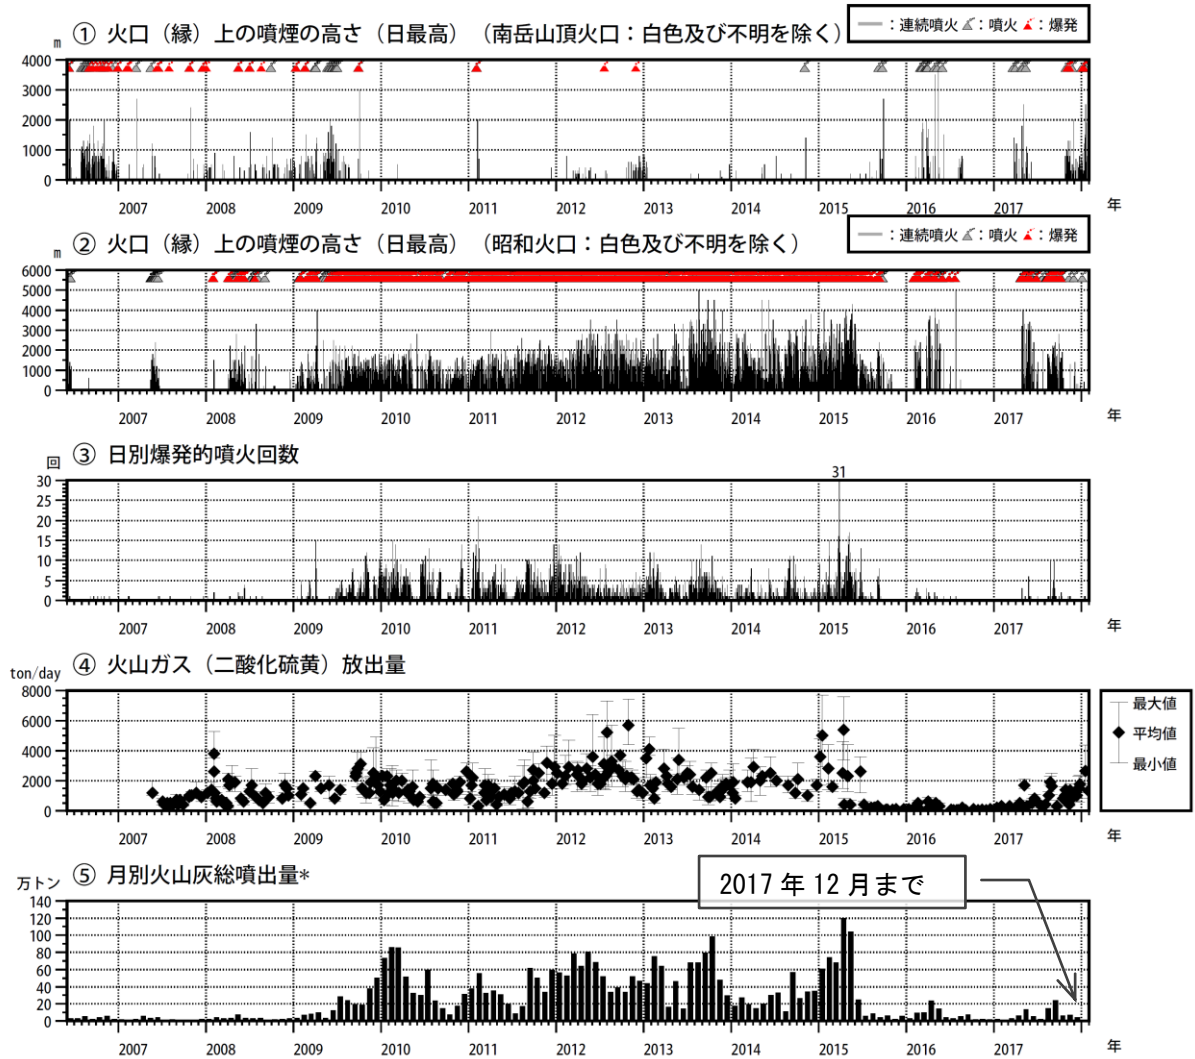 ① 火口（縁）上の噴煙の高さ（日最高）（南岳山頂火口：白色及び不明を除く）
：連続噴火 ：噴火 ：爆発
m
4000
3000
2000
1000
0
2007 2008 2009 2010 2011 2012 2013 2014 2015 2016 2017 年
② 火口（縁）上の噴煙の高さ（日最高）（昭和火口：白色及び不明を除く）
：連続噴火 ：噴火 ：爆発
m
6000
5000
4000
3000
2000
1000
0
2007 2008 2009 2010 2011 2012 2013 2014 2015 2016 2017 年
③ 日別爆発的噴火回数
回
31
30
25
20
15
10
5
0
2007 2008 2009 2010 2011 2012 2013 2014 2015 2016 2017 年
④ 火山ガス（二酸化硫黄）放出量
ton/day
8000
6000
4000
2000
0
最大値
平均値
最小値
2007 2008 2009 2010 2011 2012 2013 2014 2015 2016 2017 年
⑤ 月別火山灰総噴出量*
万トン
2017年12月まで
140
120
100
80
60
40
20
0
2007 2008 2009 2010 2011 2012 2013 2014 2015 2016 2017 年